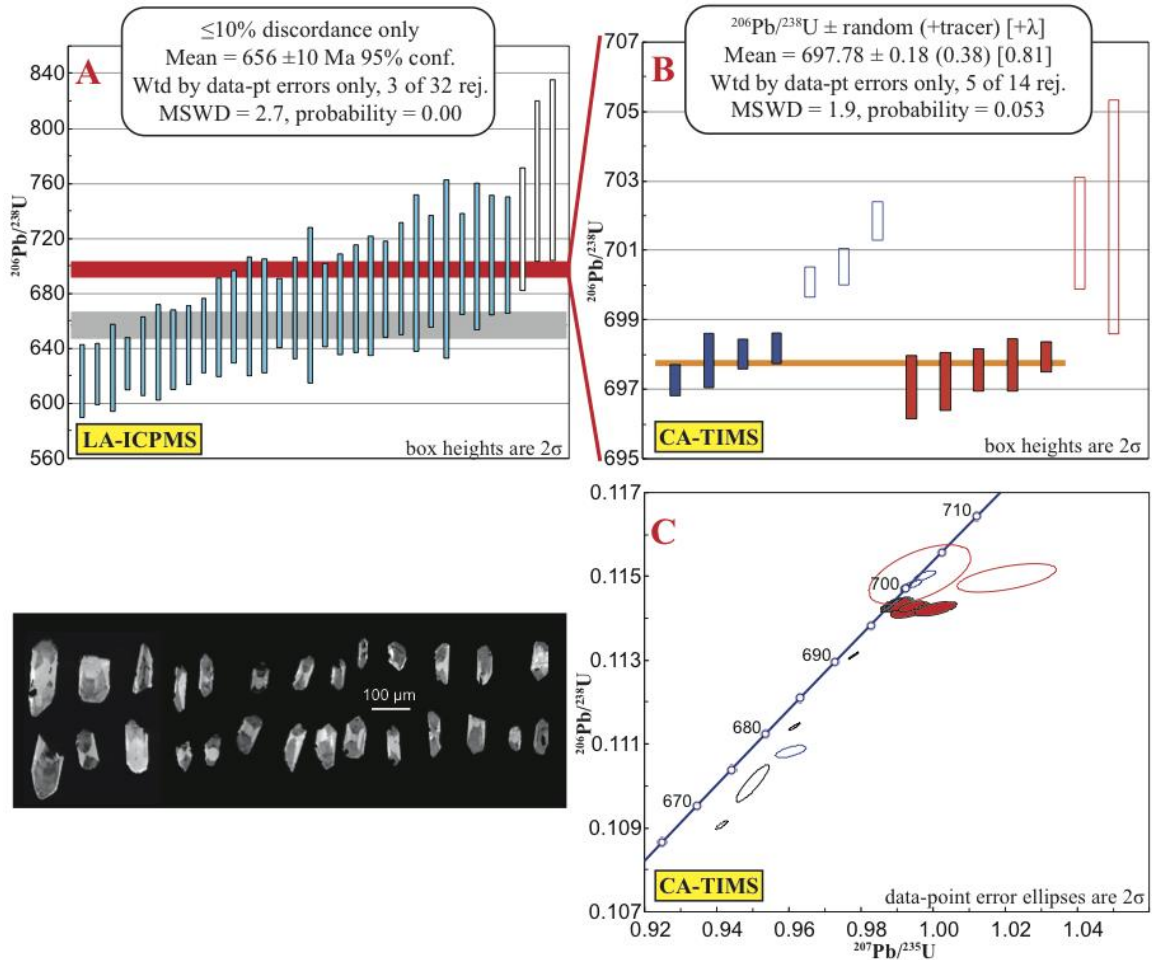 A
≤10% discordance only
Mean = 656 ±10 Ma 95% conf.
Wtd by data-pt errors only, 3 of 32 rej.
MSWD = 2.7, probability = 0.00
840
800
760
720
680
640
600
560
²⁰⁶Pb/²³⁸U
LA-ICPMS
box heights are 2σ
B
²⁰⁶Pb/²³⁸U ± random (+tracer) [+λ]
Mean = 697.78 ± 0.18 (0.38) [0.81]
Wtd by data-pt errors only, 5 of 14 rej.
MSWD = 1.9, probability = 0.053
707
705
703
701
699
697
695
²⁰⁶Pb/²³⁸U
CA-TIMS
box heights are 2σ
100 µm
C
0.117
0.115
0.113
0.111
0.109
0.107
²⁰⁶Pb/²³⁸U
710
700
690
680
670
CA-TIMS
data-point error ellipses are 2σ
0.92 0.94 0.96 0.98 1.00 1.02 1.04
²⁰⁷Pb/²³⁵U